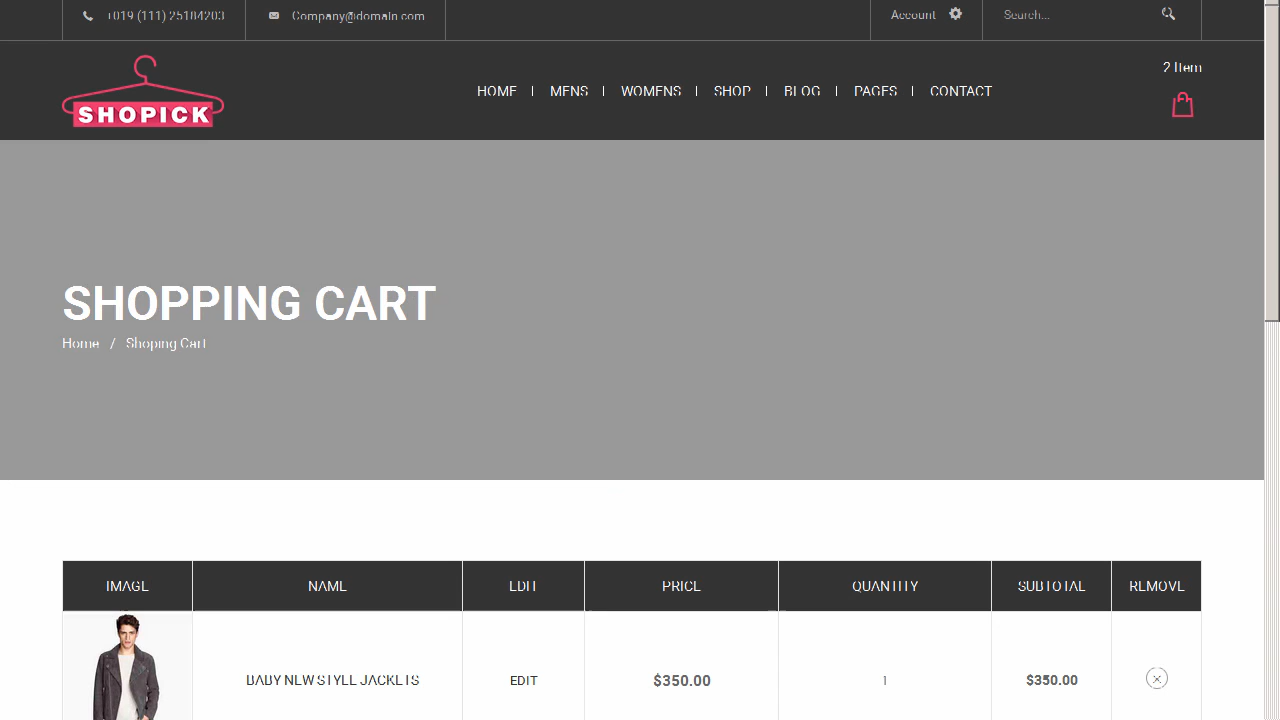 +019 (111) 25184203
Company@domain.com
Account
Search...
SHOPICK
HOME
MENS
WOMENS
SHOP
BLOG
PAGES
CONTACT
2 Item
SHOPPING CART
Home / Shoping Cart
IMAGE NAME EDIT PRICE QUANTITY SUBTOTAL REMOVE
BABY NEW STYLE JACKETS EDIT $350.00 1 $350.00